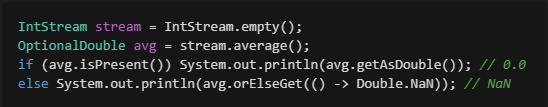 IntStream stream = IntStream.empty();
OptionalDouble avg = stream.average();
if (avg.isPresent()) System.out.println(avg.getAsDouble()); // 0.0
else System.out.println(avg.orElseGet(() -> Double.NaN)); // NaN